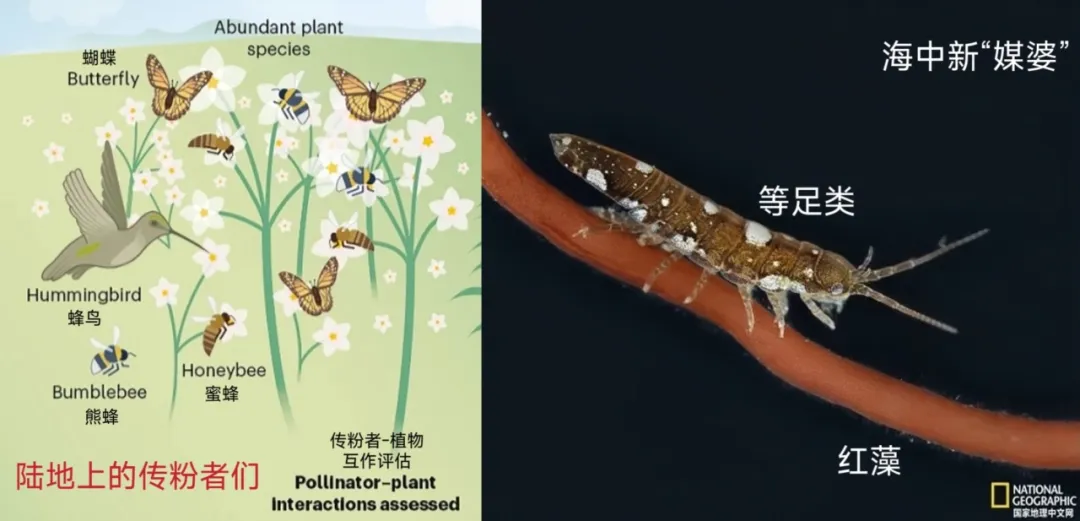 Abundant plant
species
蝴蝶
Butterfly
Hummingbird
蜂鸟
Honeybee
蜜蜂
Bumblebee
熊蜂
传粉者-植物
互作评估
Pollinator–plant
interactions assessed
陆地上的传粉者们
海中新“媒婆”
等足类
红藻
NATIONAL
GEOGRAPHIC
国家地理中文网